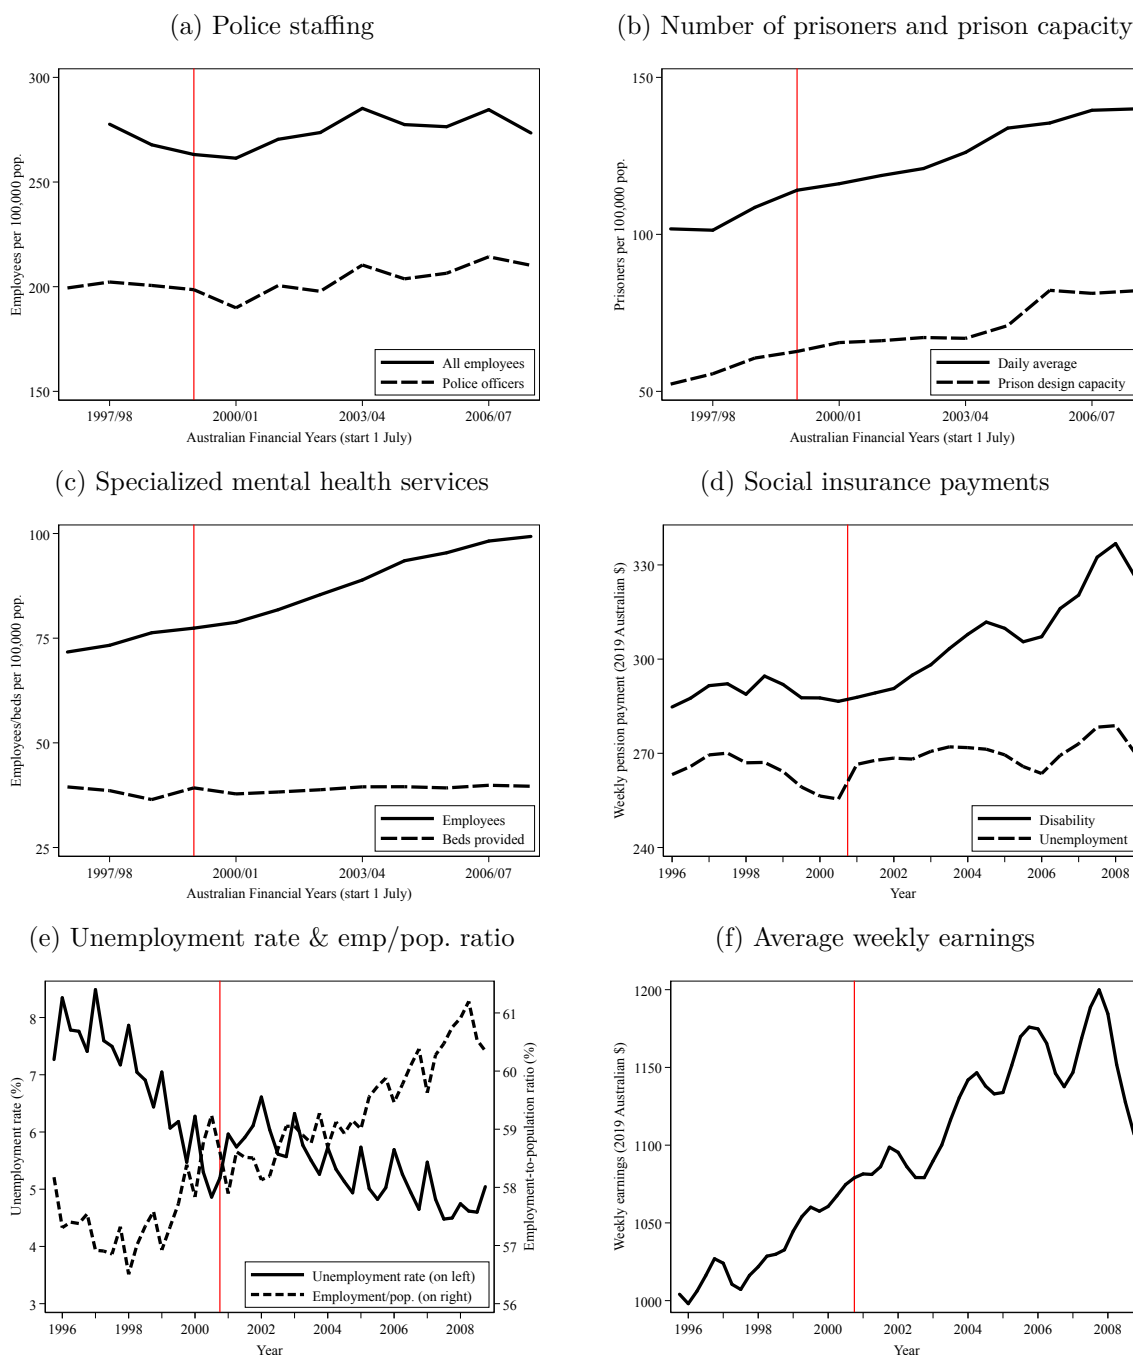 (a) Police staffing
300
250
200
150
Employees per 100,000 pop.
All employees
Police officers
1997/98 2000/01 2003/04 2006/07
Australian Financial Years (start 1 July)
(b) Number of prisoners and prison capacity
150
100
50
Prisoners per 100,000 pop.
Daily average
Prison design capacity
1997/98 2000/01 2003/04 2006/07
Australian Financial Years (start 1 July)
(c) Specialized mental health services
100
75
50
25
Employees/beds per 100,000 pop.
Employees
Beds provided
1997/98 2000/01 2003/04 2006/07
Australian Financial Years (start 1 July)
(d) Social insurance payments
330
300
270
240
Weekly pension payment (2019 Australian $)
Disability
Unemployment
1996 1998 2000 2002 2004 2006 2008
Year
(e) Unemployment rate & emp/pop. ratio
8
7
6
5
4
3
Unemployment rate (%)
61
60
59
58
57
56
Employment-to-population ratio (%)
Unemployment rate (on left)
Employment/pop. (on right)
1996 1998 2000 2002 2004 2006 2008
Year
(f) Average weekly earnings
1200
1150
1100
1050
1000
Weekly earnings (2019 Australian $)
1996 1998 2000 2002 2004 2006 2008
Year